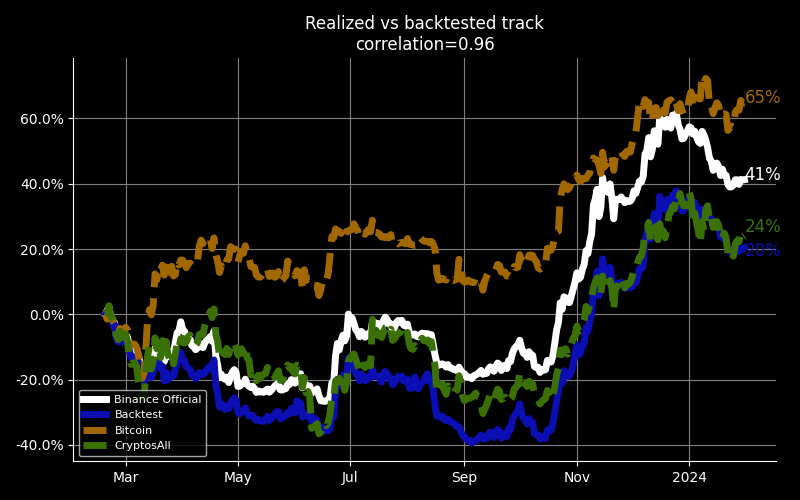 Realized vs backtested track
correlation=0.96
60.0%
40.0%
20.0%
0.0%
-20.0%
-40.0%
65%
41%
24%
20%
Binance Official
Backtest
Bitcoin
CryptosAll
Mar
May
Jul
Sep
Nov
2024